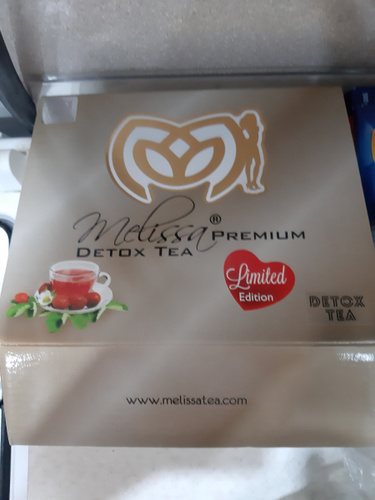 Melissa® PREMIUM
DETOX TEA
Limited
Edition
DETOX
TEA
www.melissatea.com